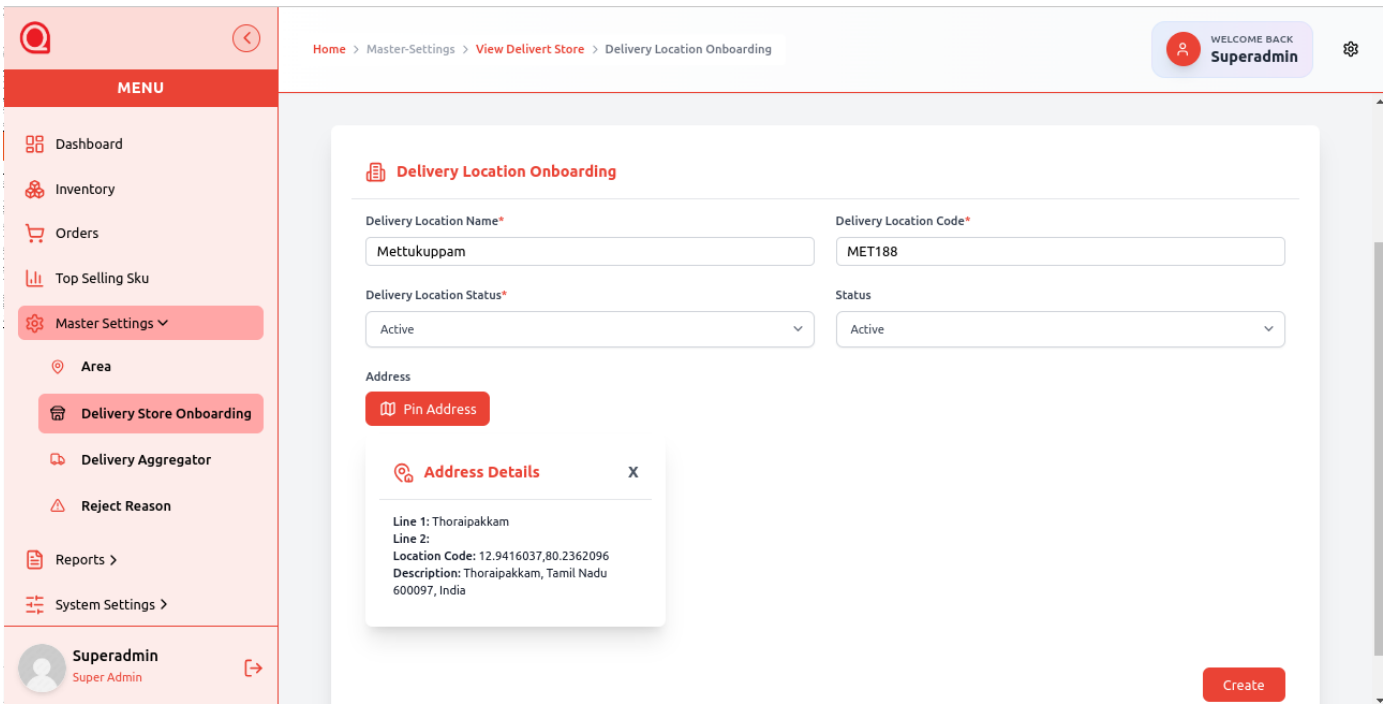 MENU
Dashboard
Inventory
Orders
Top Selling Sku
Master Settings
Area
Delivery Store Onboarding
Delivery Aggregator
Reject Reason
Reports >
System Settings >
Superadmin
Super Admin
Home > Master-Settings > View Delivert Store > Delivery Location Onboarding
WELCOME BACK
Superadmin
Delivery Location Onboarding
Delivery Location Name* Delivery Location Code*
Mettukuppam MET188
Delivery Location Status* Status
Active Active
Address
Pin Address
Address Details X
Line 1: Thoraipakkam
Line 2:
Location Code: 12.9416037,80.2362096
Description: Thoraipakkam, Tamil Nadu
600097, India
Create